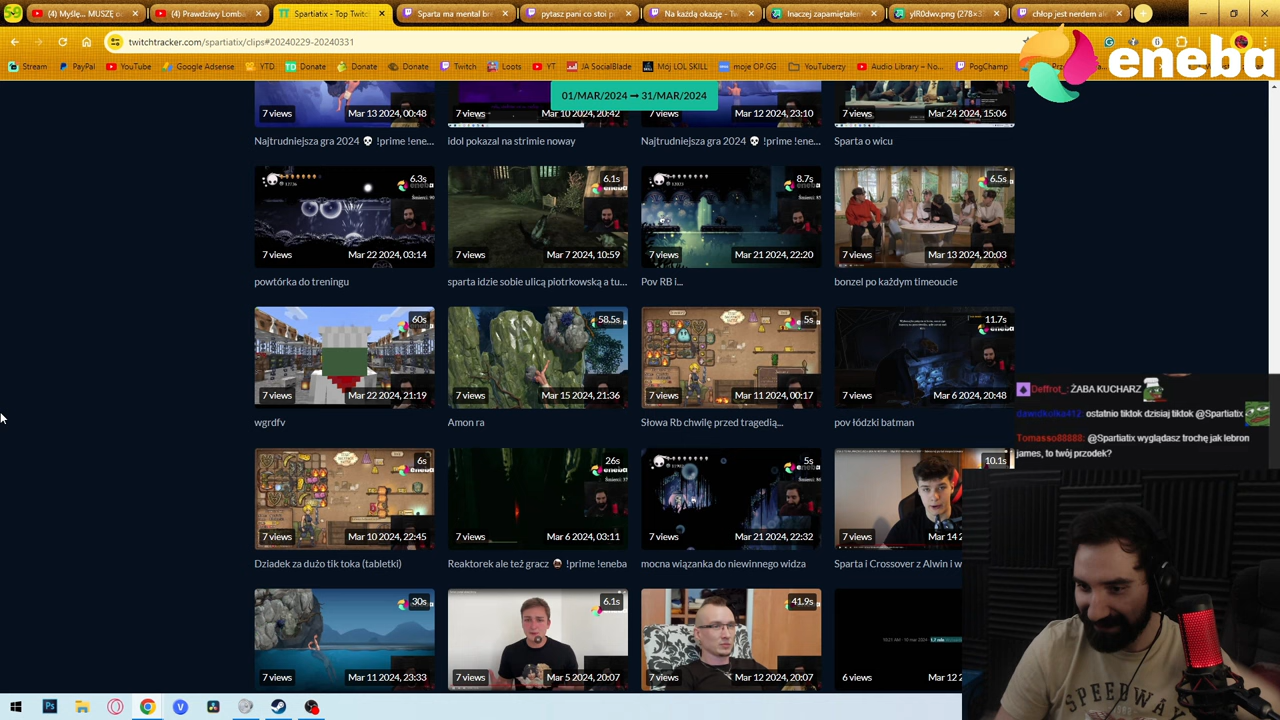 (4) Myślę... MUSZĘ o
(4) Prawdziwy Lomb
Spartiatix - Top Twitc
Sparta ma mental br
pytasz pani co stoi p
Na każdą okazję - Tw
Inaczej zapamiętałem
ylR0dwv.png (278×3
chłop jest nerdem al
twitchtracker.com/spartiatix/clips#20240229-20240331
Stream
PayPal
YouTube
Google Adsense
YTD
Donate
Donate
Donate
Twitch
Loots
YT
JA SocialBlade
Mój LOL SKILL
moje OP.GG
YouTuberzy
Audio Library – No...
PogChamp
eneba
01/MAR/2024 → 31/MAR/2024
7 views Mar 13 2024, 00:48
7 views Mar 10 2024, 20:42
7 views Mar 12 2024, 23:10
7 views Mar 24 2024, 15:06
Najtrudniejsza gra 2024 💀 !prime !ene...
idol pokazal na strimie noway
Najtrudniejsza gra 2024 💀 !prime !ene...
Sparta o wicu
6.3s
6.1s
8.7s
6.5s
7 views Mar 22 2024, 03:14
7 views Mar 7 2024, 10:59
7 views Mar 21 2024, 22:20
7 views Mar 13 2024, 20:03
powtórka do treningu
sparta idzie sobie ulicą piotrkowską a tu...
Pov RB i...
bonzel po każdym timeoucie
60s
58.5s
5s
11.7s
7 views Mar 22 2024, 21:19
7 views Mar 15 2024, 21:36
7 views Mar 11 2024, 00:17
7 views Mar 6 2024, 20:48
wgrdfv
Amon ra
Słowa Rb chwilę przed tragedią...
pov łódzki batman
Deffrot_: ŻABA KUCHARZ
dawidkulka412: ostatnio tiktok dzisiaj tiktok @Spartiatix
Tomasso88888: @Spartiatix wyglądasz trochę jak lebron
james, to twój przodek?
6s
26s
5s
10.1s
7 views Mar 10 2024, 22:45
7 views Mar 6 2024, 03:11
7 views Mar 21 2024, 22:32
7 views Mar 14 2
Dziadek za dużo tik toka (tabletki)
Reaktorek ale też gracz !prime !eneba
mocna wiązanka do niewinnego widza
Sparta i Crossover z Alwin i w
30s
6.1s
41.9s
7 views Mar 11 2024, 23:33
7 views Mar 5 2024, 20:07
7 views Mar 12 2024, 20:07
6 views Mar 12 2
SPEEDWAY